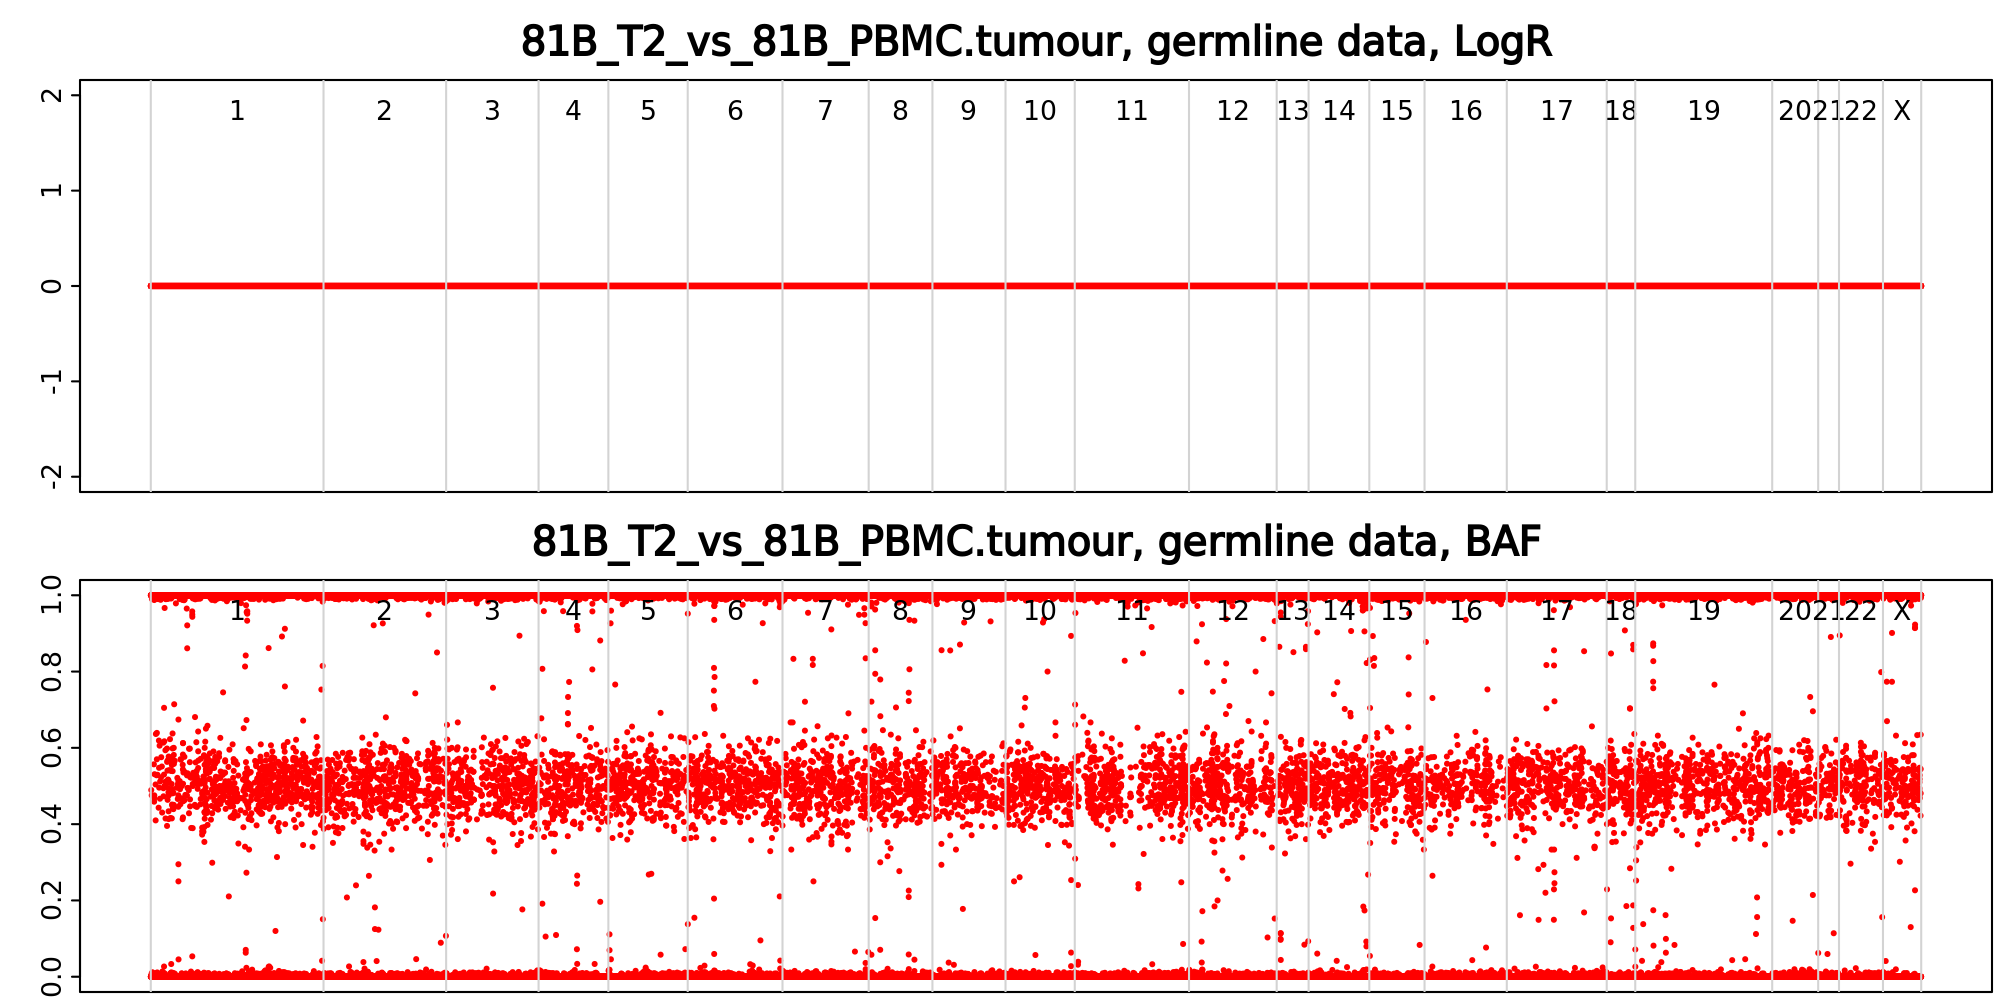 81B_T2_vs_81B_PBMC.tumour, germline data, LogR
2
1 2 3 4 5 6 7 8 9 10 11 12 13 14 15 16 17 18 19 20 21 22 X
1
0
-1
-2
81B_T2_vs_81B_PBMC.tumour, germline data, BAF
1.0
1 2 3 4 5 6 7 8 9 10 11 12 13 14 15 16 17 18 19 20 21 22 X
0.8
0.6
0.4
0.2
0.0